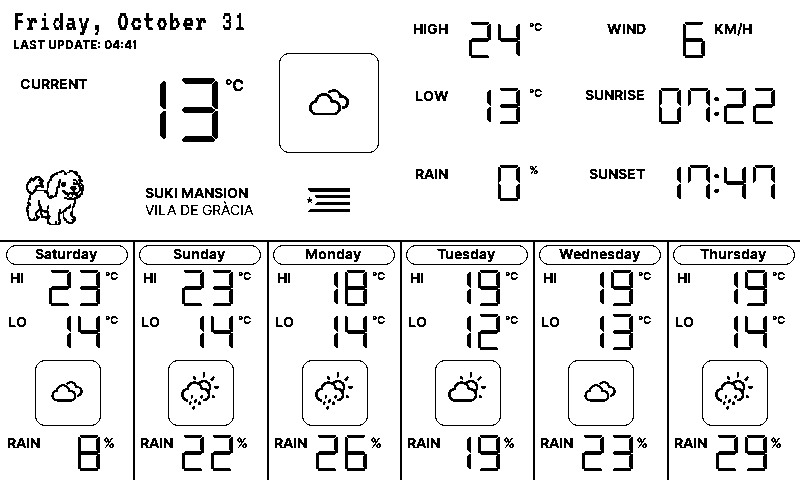 Friday, October 31
LAST UPDATE: 04:41
CURRENT 13 °C
SUKI MANSION
VILA DE GRÀCIA
HIGH 24 °C
LOW 13 °C
RAIN 0 %
WIND 6 KM/H
SUNRISE 07:22
SUNSET 17:47
Saturday
HI 23 °C
LO 14 °C
RAIN 8 %
Sunday
HI 23 °C
LO 14 °C
RAIN 22 %
Monday
HI 18 °C
LO 14 °C
RAIN 26 %
Tuesday
HI 19 °C
LO 12 °C
RAIN 19 %
Wednesday
HI 19 °C
LO 13 °C
RAIN 23 %
Thursday
HI 19 °C
LO 14 °C
RAIN 29 %